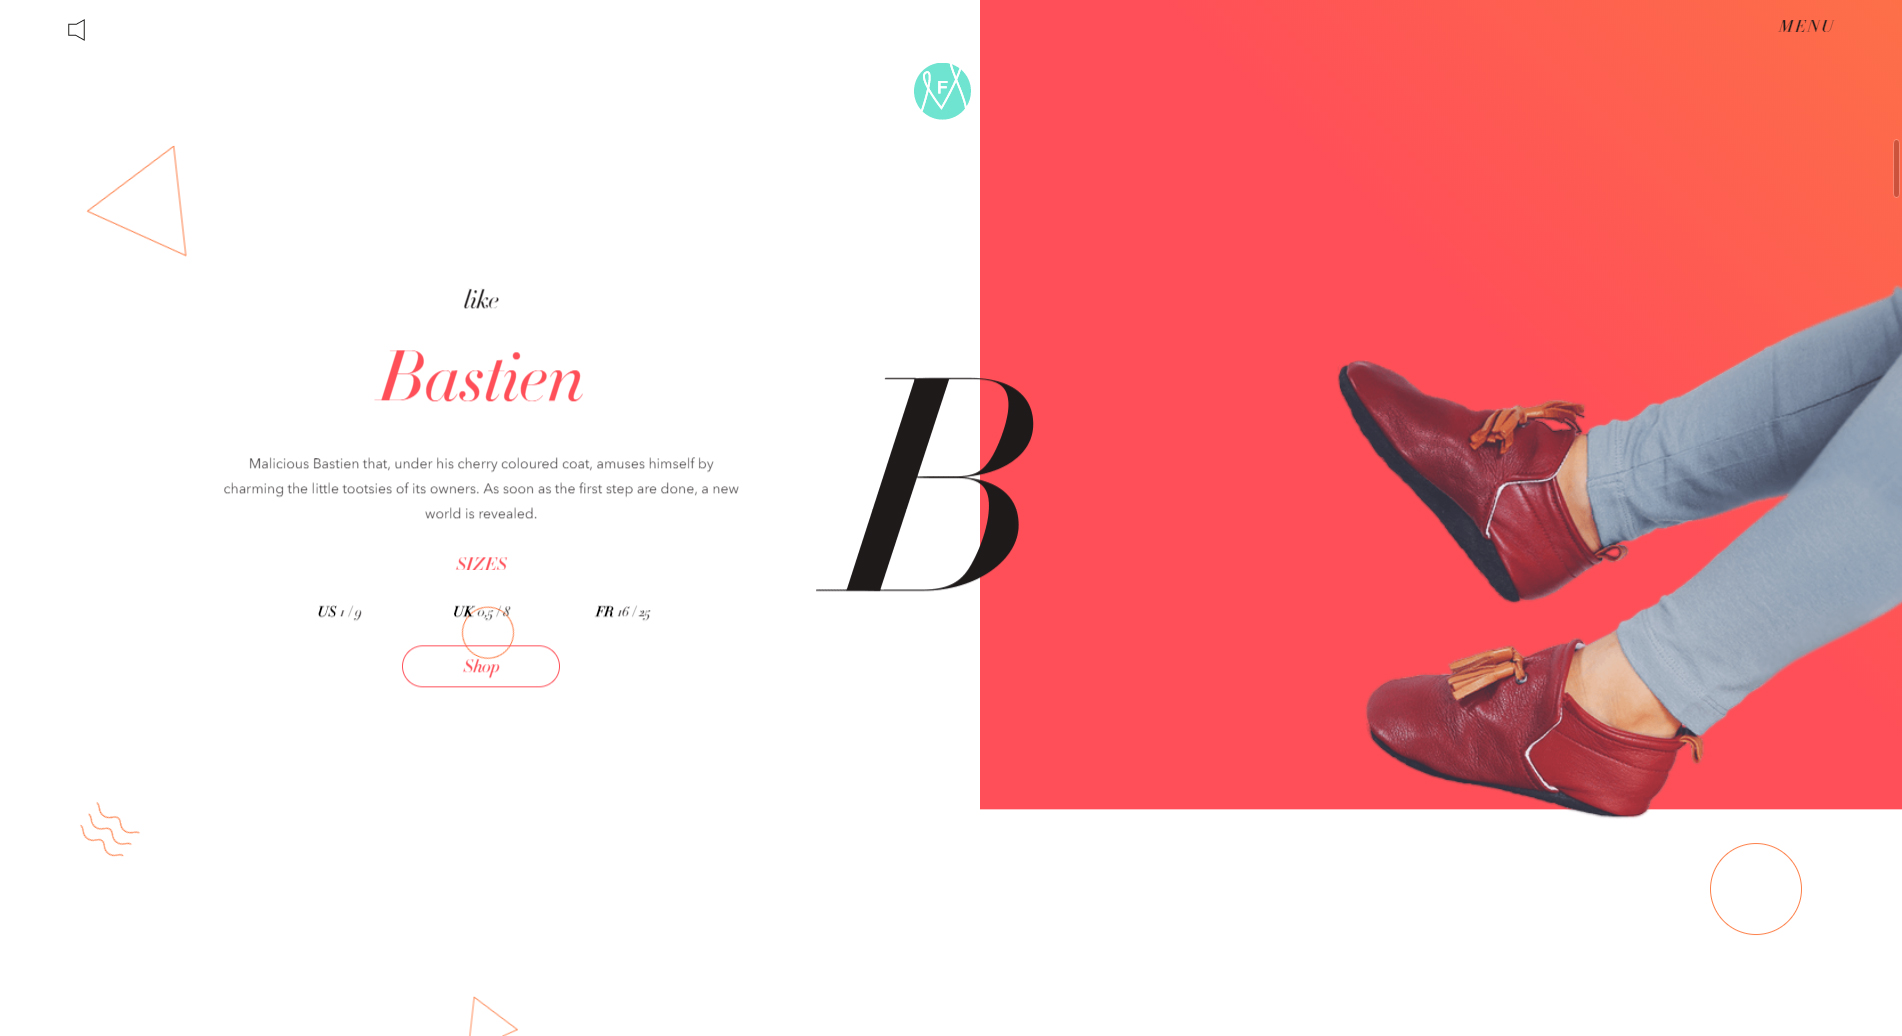 MENU
F
like
Bastien
B
Malicious Bastien that, under his cherry coloured coat, amuses himself by
charming the little tootsies of its owners. As soon as the first step are done, a new
world is revealed.
SIZES
US 1 / 9
UK 0,5 / 8
FR 16 / 25
Shop